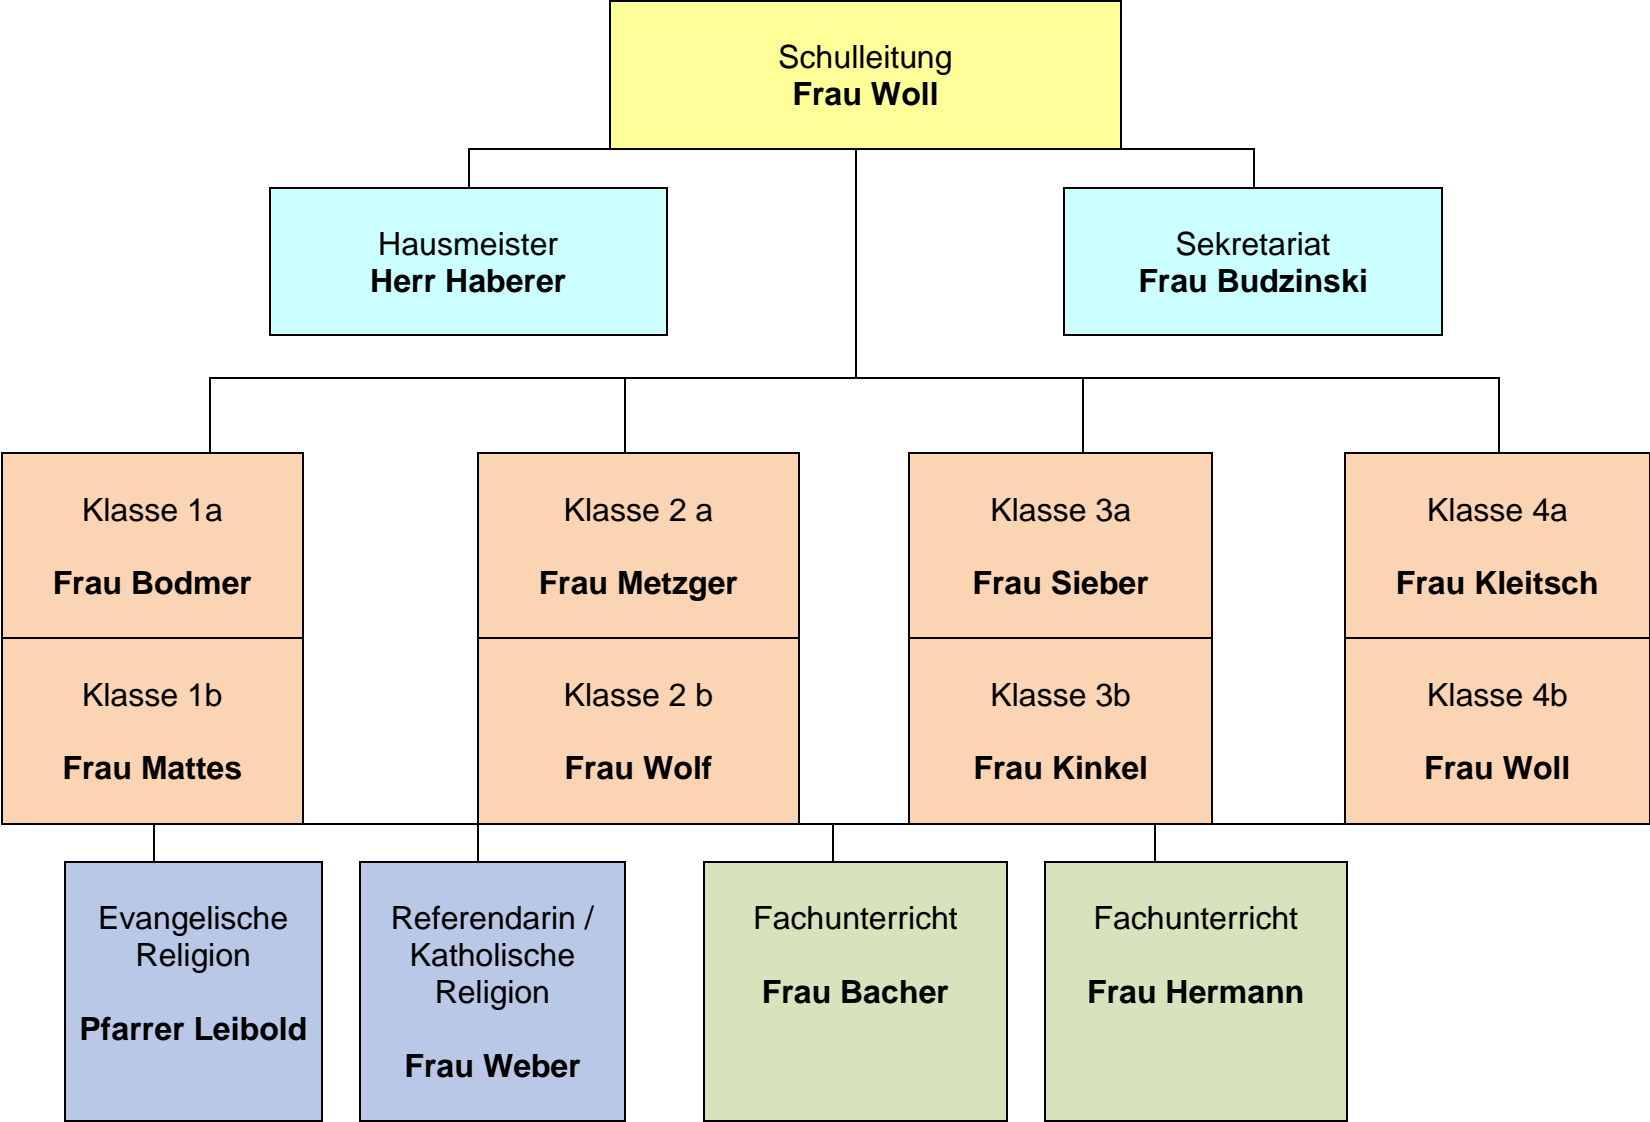 Schulleitung
Frau Woll
Hausmeister
Herr Haberer
Sekretariat
Frau Budzinski
Klasse 1a
Frau Bodmer
Klasse 2 a
Frau Metzger
Klasse 3a
Frau Sieber
Klasse 4a
Frau Kleitsch
Klasse 1b
Frau Mattes
Klasse 2 b
Frau Wolf
Klasse 3b
Frau Kinkel
Klasse 4b
Frau Woll
Evangelische
Religion
Pfarrer Leibold
Referendarin /
Katholische
Religion
Frau Weber
Fachunterricht
Frau Bacher
Fachunterricht
Frau Hermann